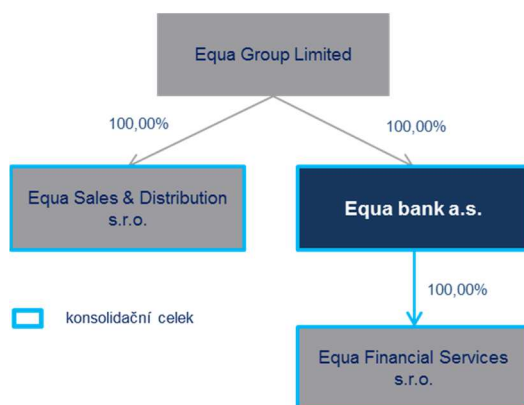 Equa Group Limited
100,00%
100,00%
Equa Sales & Distribution
s.r.o.
Equa bank a.s.
100,00%
konsolidační celek
Equa Financial Services
s.r.o.